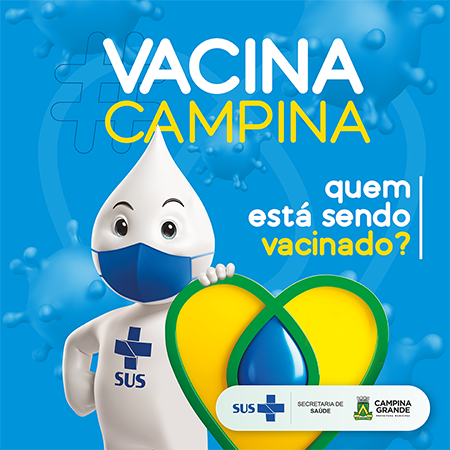 #VACINA
CAMPINA
quem
está sendo
vacinado?
SUS
SUS
SECRETARIA DE
SAÚDE
CAMPINA
GRANDE
PREFEITURA MUNICIPAL